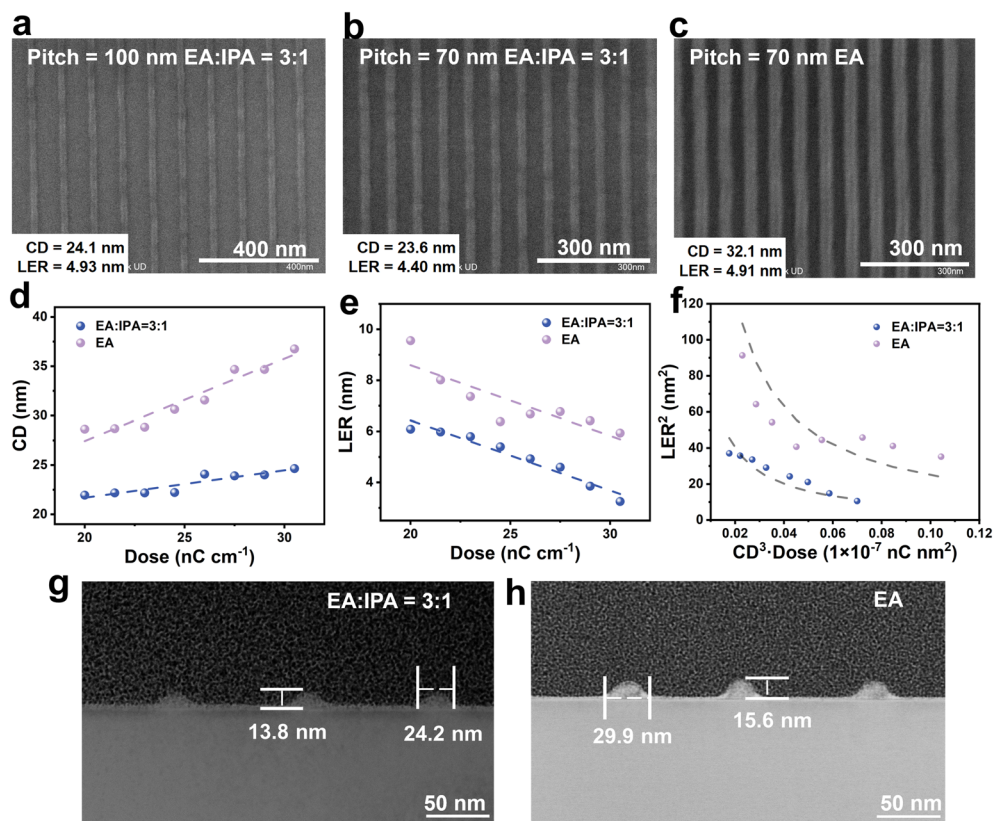 a
Pitch = 100 nm EA:IPA = 3:1
CD = 24.1 nm
LER = 4.93 nm
x UD
400 nm
400nm
b
Pitch = 70 nm EA:IPA = 3:1
CD = 23.6 nm
LER = 4.40 nm
x UD
300 nm
300nm
c
Pitch = 70 nm EA
CD = 32.1 nm
LER = 4.91 nm
x UD
300 nm
300nm
d
40
35
30
25
22
CD (nm)
EA:IPA=3:1
EA
20
25
30
Dose (nC cm⁻¹)
e
10
8
6
4
LER (nm)
EA:IPA=3:1
EA
20
25
30
Dose (nC cm⁻¹)
f
120
100
80
60
40
20
0
LER² (nm²)
EA:IPA=3:1
EA
0.02
0.04
0.06
0.08
0.10
0.12
CD³·Dose (1×10⁻⁷ nC nm²)
g
EA:IPA = 3:1
13.8 nm
24.2 nm
50 nm
h
EA
29.9 nm
15.6 nm
50 nm